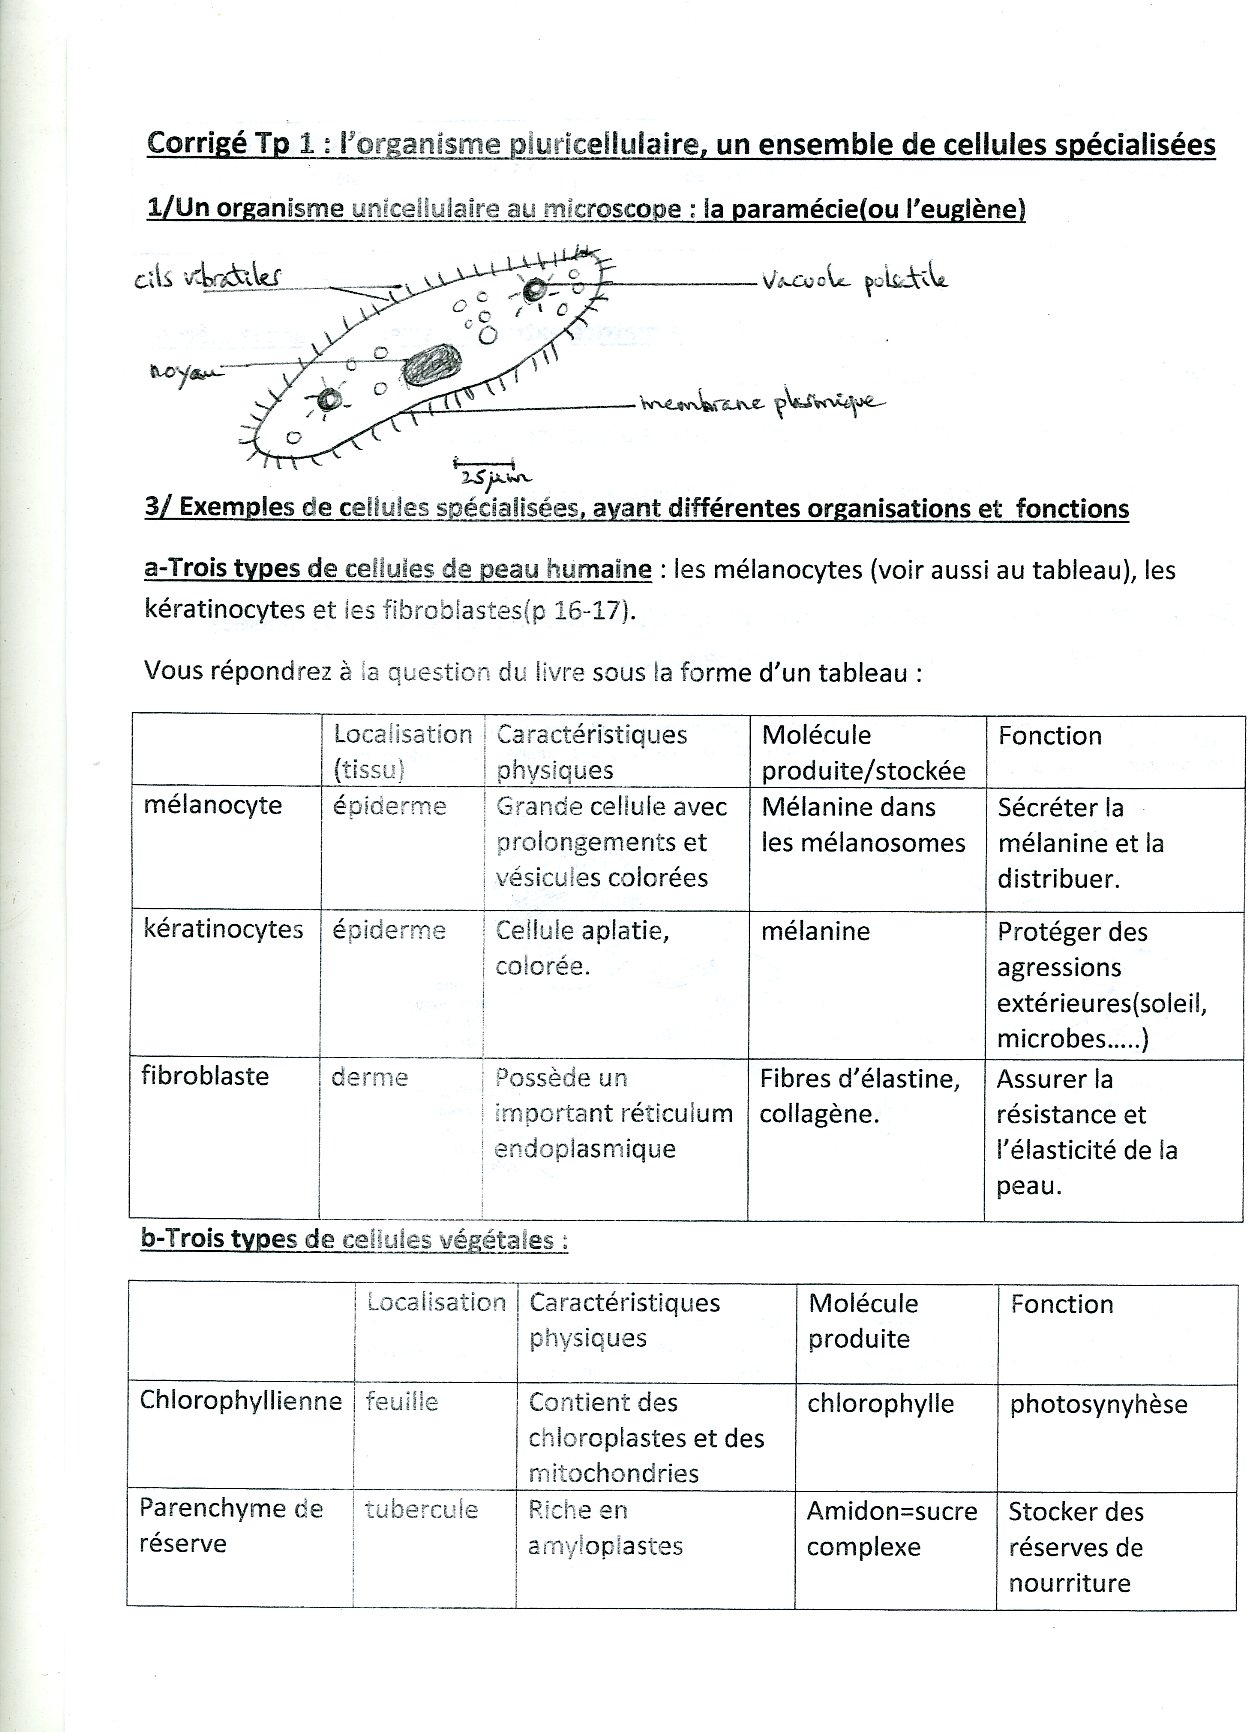 Corrigé Tp 1 : l'organisme pluricellulaire, un ensemble de cellules spécialisées
1/Un organisme unicellulaire au microscope : la paramécie(ou l'euglène)
cils vibratiles
vacuole pulsatile
noyau
membrane plasmique
25 µm
3/ Exemples de cellules spécialisées, ayant différentes organisations et fonctions
a-Trois types de cellules de peau humaine : les mélanocytes (voir aussi au tableau), les
kératinocytes et les fibroblastes(p 16-17).
Vous répondrez à la question du livre sous la forme d'un tableau :
Localisation
(tissu)
Caractéristiques
physiques
Molécule
produite/stockée
Fonction
mélanocyte
épiderme
Grande cellule avec
prolongements et
vésicules colorées
Mélanine dans
les mélanosomes
Sécréter la
mélanine et la
distribuer.
kératinocytes
épiderme
Cellule aplatie,
colorée.
mélanine
Protéger des
agressions
extérieures(soleil,
microbes.....)
fibroblaste
derme
Possède un
important réticulum
endoplasmique
Fibres d'élastine,
collagène.
Assurer la
résistance et
l'élasticité de la
peau.
b-Trois types de cellules végétales :
Localisation
Caractéristiques
physiques
Molécule
produite
Fonction
Chlorophyllienne
feuille
Contient des
chloroplastes et des
mitochondries
chlorophylle
photosynyhèse
Parenchyme de
réserve
tubercule
Riche en
amyloplastes
Amidon=sucre
complexe
Stocker des
réserves de
nourriture